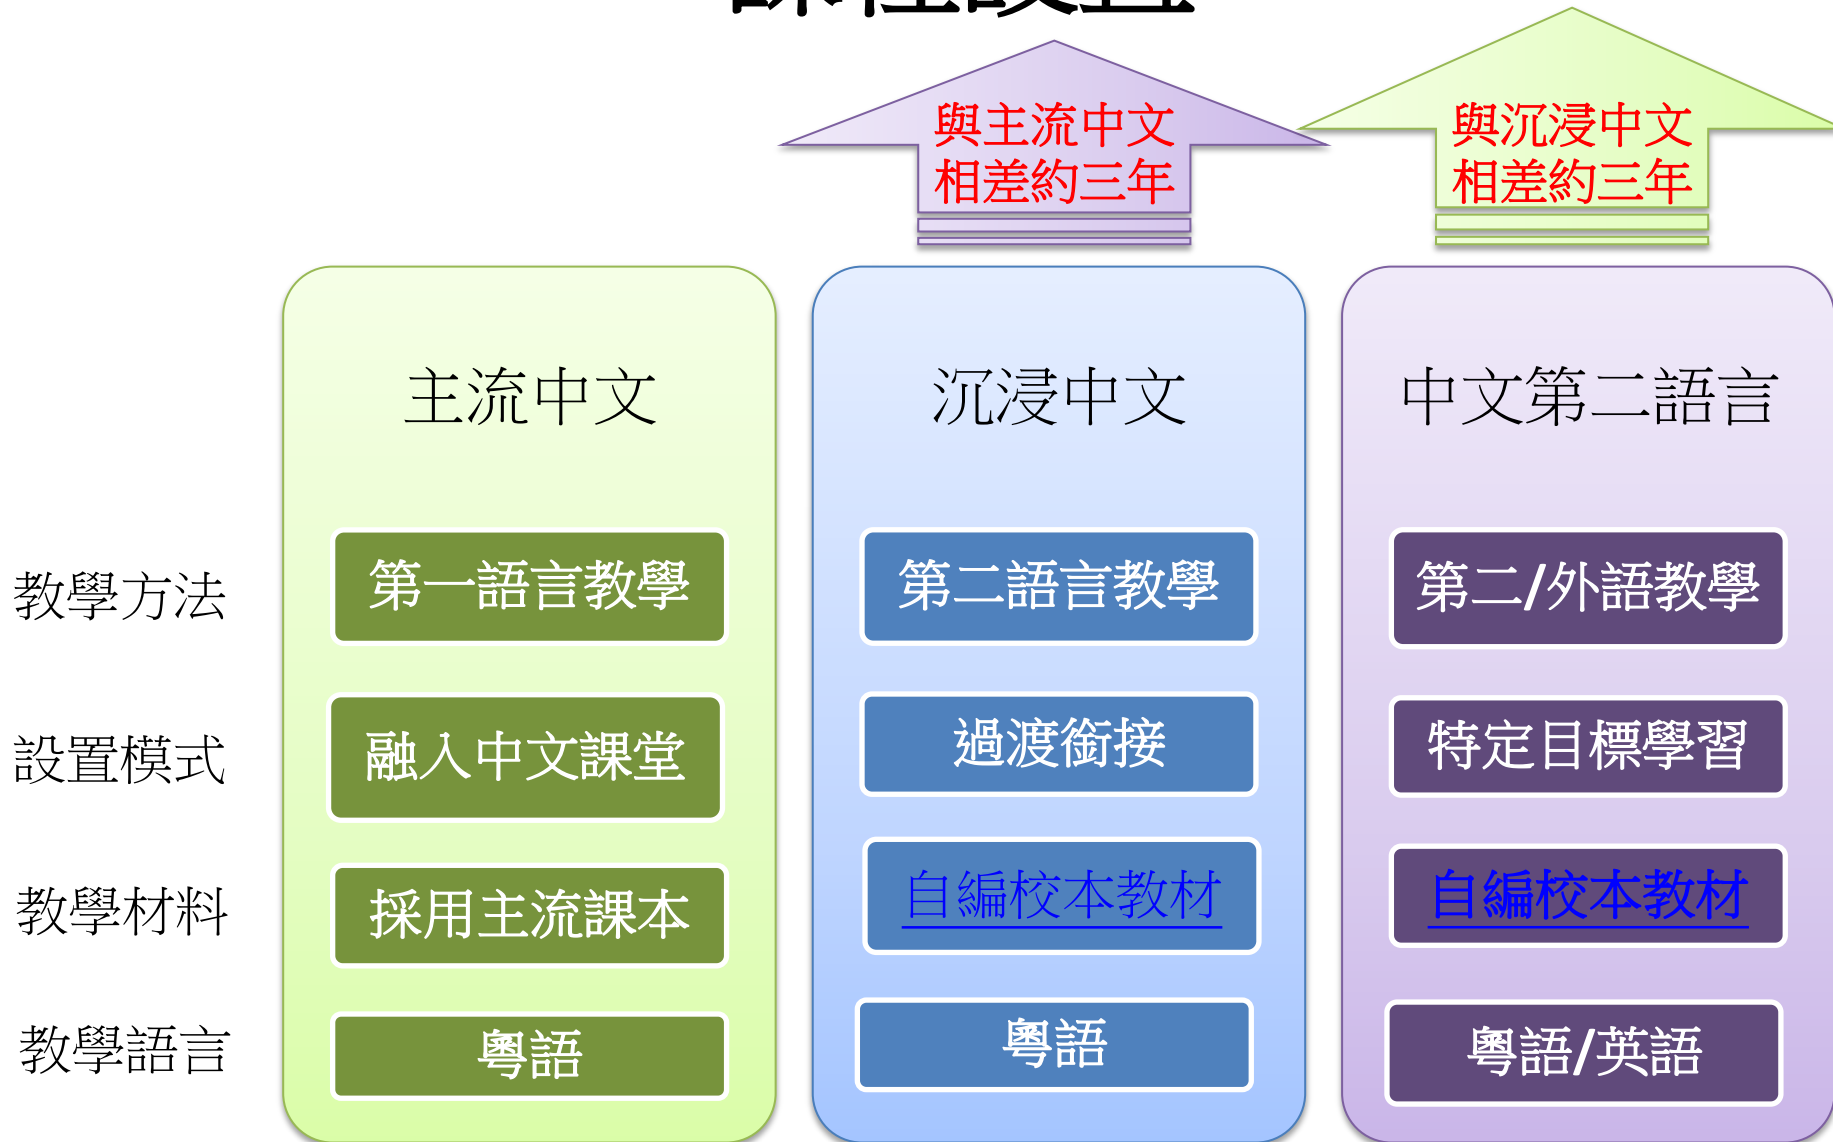 課程設置
與主流中文
相差約三年
與沉浸中文
相差約三年
主流中文
沉浸中文
中文第二語言
教學方法
第一語言教學
第二語言教學
第二/外語教學
設置模式
融入中文課堂
過渡銜接
特定目標學習
教學材料
採用主流課本
自編校本教材
自編校本教材
教學語言
粵語
粵語
粵語/英語